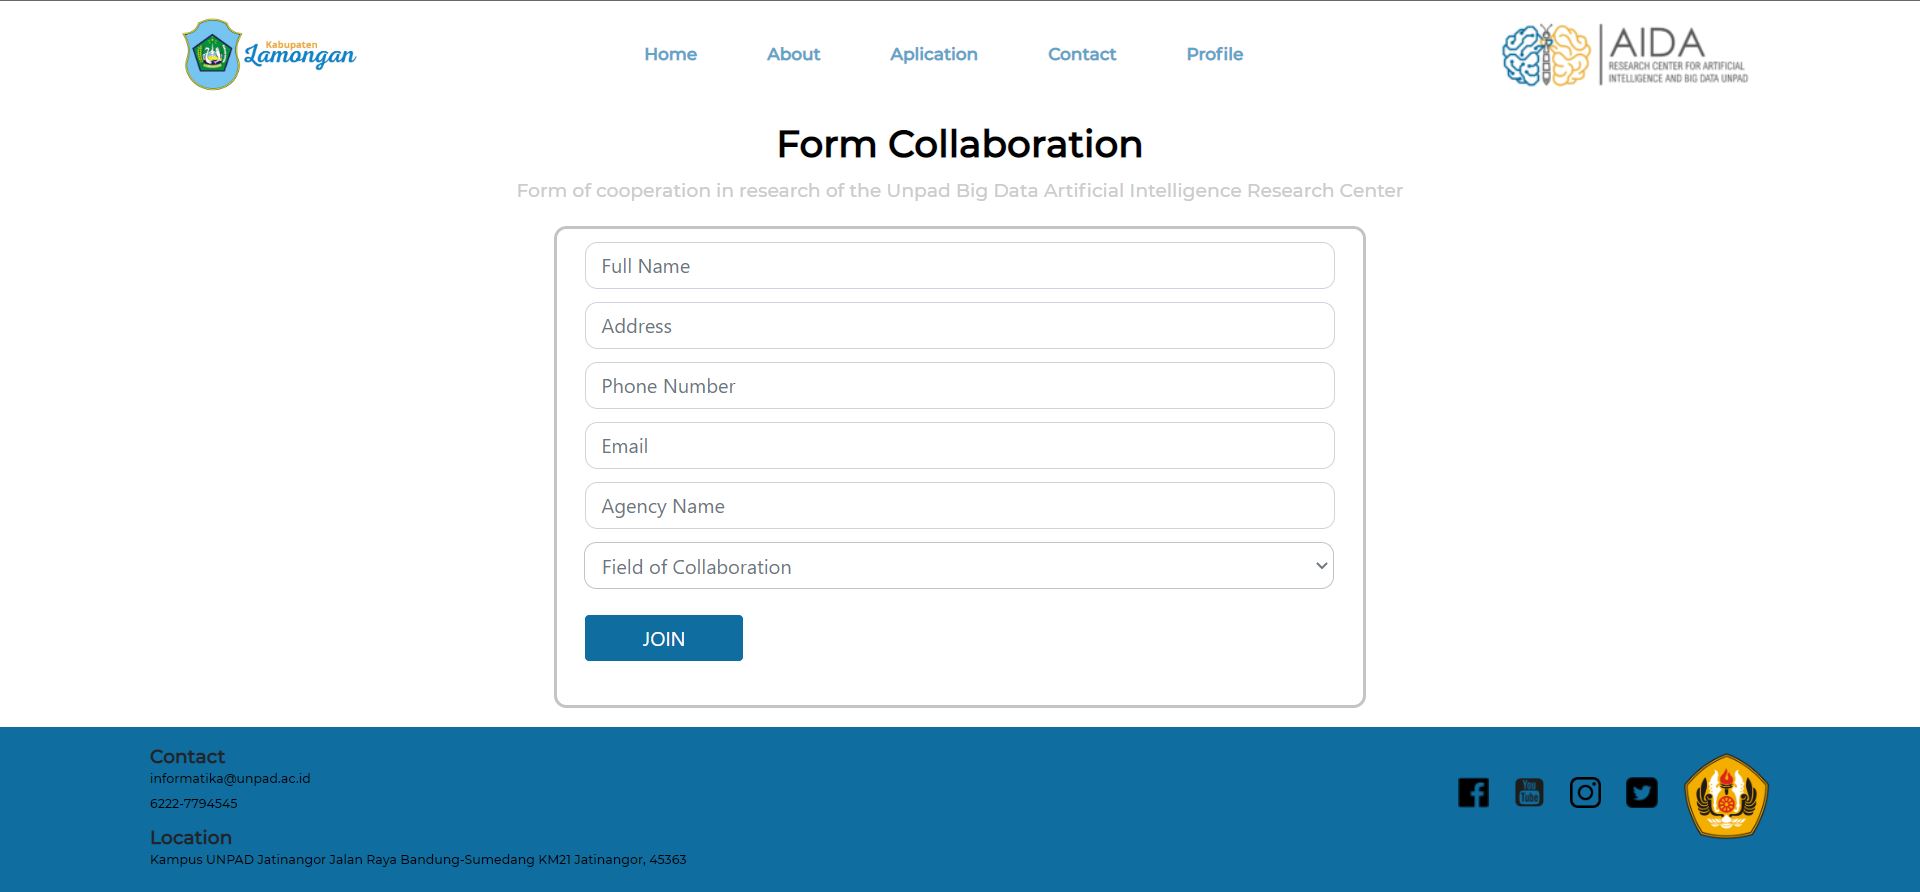 Kabupaten
Lamongan
Home
About
Aplication
Contact
Profile
AIDA
RESEARCH CENTER FOR ARTIFICIAL
INTELLIGENCE AND BIG DATA UNPAD
Form Collaboration
Form of cooperation in research of the Unpad Big Data Artificial Intelligence Research Center
Full Name
Address
Phone Number
Email
Agency Name
Field of Collaboration
JOIN
Contact
informatika@unpad.ac.id
6222-7794545
Location
Kampus UNPAD Jatinangor Jalan Raya Bandung-Sumedang KM21 Jatinangor, 45363
You
Tube